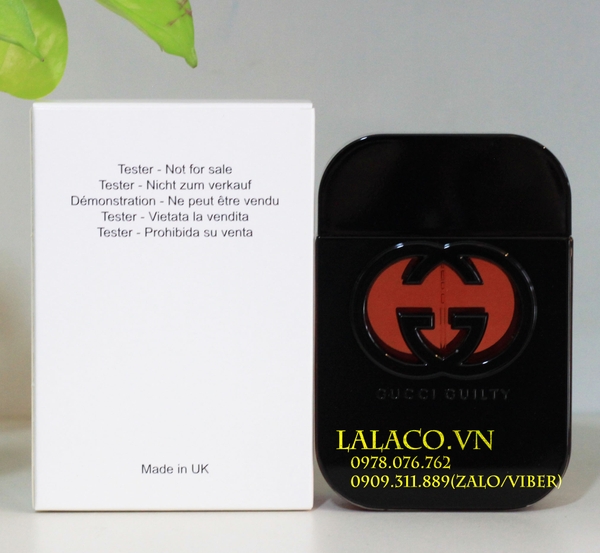 Tester - Not for sale
Tester - Nicht zum verkauf
Démonstration - Ne peut être vendu
Tester - Vietata la vendita
Tester - Prohibida su venta
Made in UK
GUCCI GUILTY
LALACO.VN
0978.076.762
0909.311.889(ZALO/VIBER)